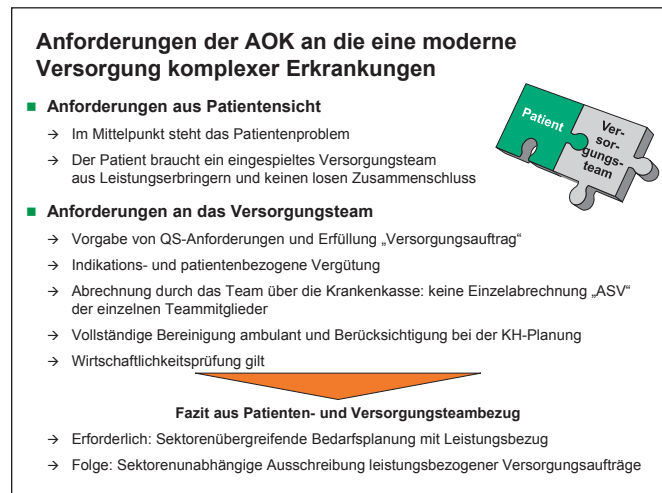 Anforderungen der AOK an die eine moderne
Versorgung komplexer Erkrankungen
Anforderungen aus Patientensicht
→ Im Mittelpunkt steht das Patientenproblem
→ Der Patient braucht ein eingespieltes Versorgungsteam
aus Leistungserbringern und keinen losen Zusammenschluss
Patient
Ver-
sor-
gungs-
team
Anforderungen an das Versorgungsteam
→ Vorgabe von QS-Anforderungen und Erfüllung „Versorgungsauftrag“
→ Indikations- und patientenbezogene Vergütung
→ Abrechnung durch das Team über die Krankenkasse: keine Einzelabrechnung „ASV“
der einzelnen Teammitglieder
→ Vollständige Bereinigung ambulant und Berücksichtigung bei der KH-Planung
→ Wirtschaftlichkeitsprüfung gilt
Fazit aus Patienten- und Versorgungsteambezug
→ Erforderlich: Sektorenübergreifende Bedarfsplanung mit Leistungsbezug
→ Folge: Sektorenunabhängige Ausschreibung leistungsbezogener Versorgungsaufträge